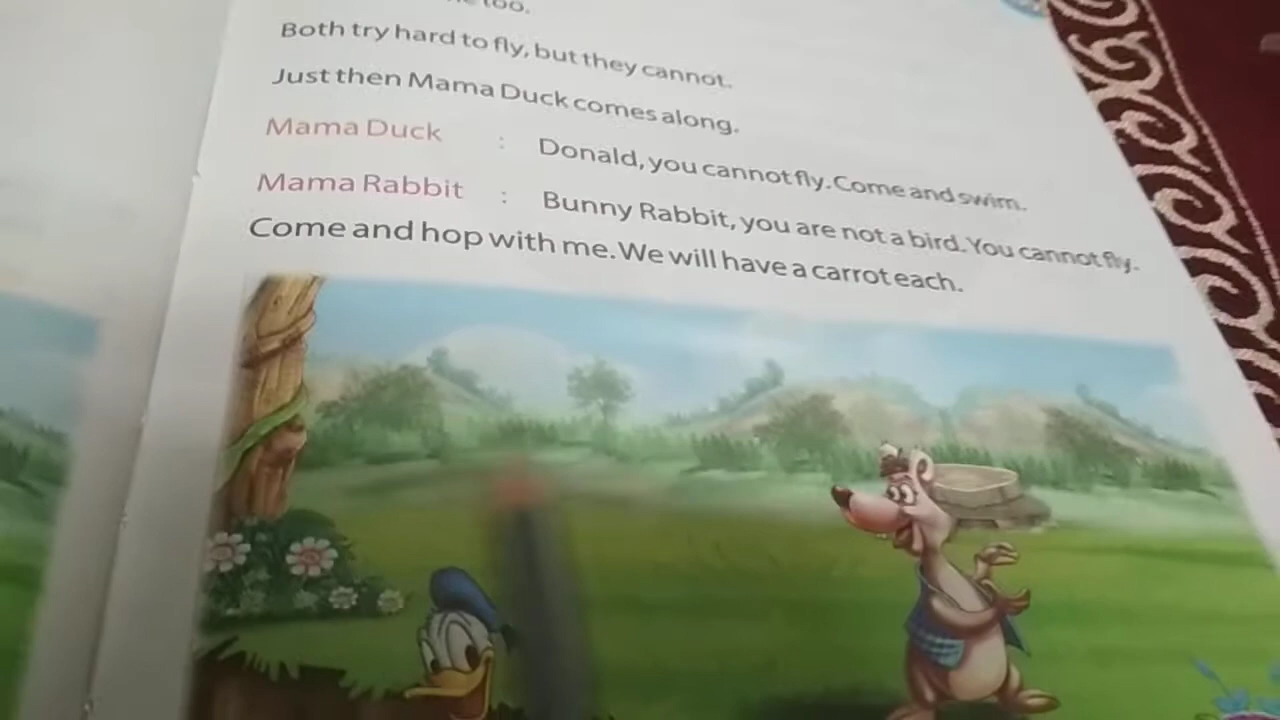 too.
Both try hard to fly, but they cannot.
Just then Mama Duck comes along.
Mama Duck : Donald, you cannot fly. Come and swim.
Mama Rabbit : Bunny Rabbit, you are not a bird. You cannot fly.
Come and hop with me. We will have a carrot each.